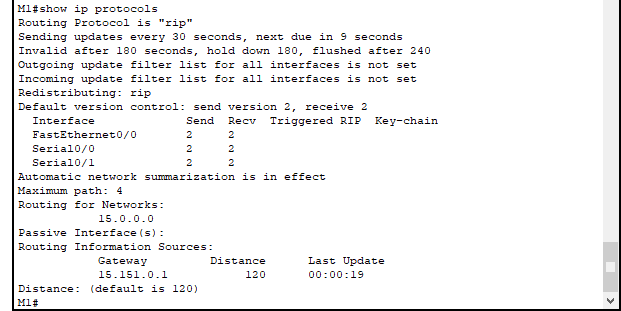 M1#show ip protocols
Routing Protocol is "rip"
Sending updates every 30 seconds, next due in 9 seconds
Invalid after 180 seconds, hold down 180, flushed after 240
Outgoing update filter list for all interfaces is not set
Incoming update filter list for all interfaces is not set
Redistributing: rip
Default version control: send version 2, receive 2
  Interface             Send  Recv  Triggered RIP  Key-chain
  FastEthernet0/0       2     2
  Serial0/0             2     2
  Serial0/1             2     2
Automatic network summarization is in effect
Maximum path: 4
Routing for Networks:
            15.0.0.0
Passive Interface(s):
Routing Information Sources:
            Gateway         Distance      Last Update
            15.151.0.1           120      00:00:19
Distance: (default is 120)
M1#